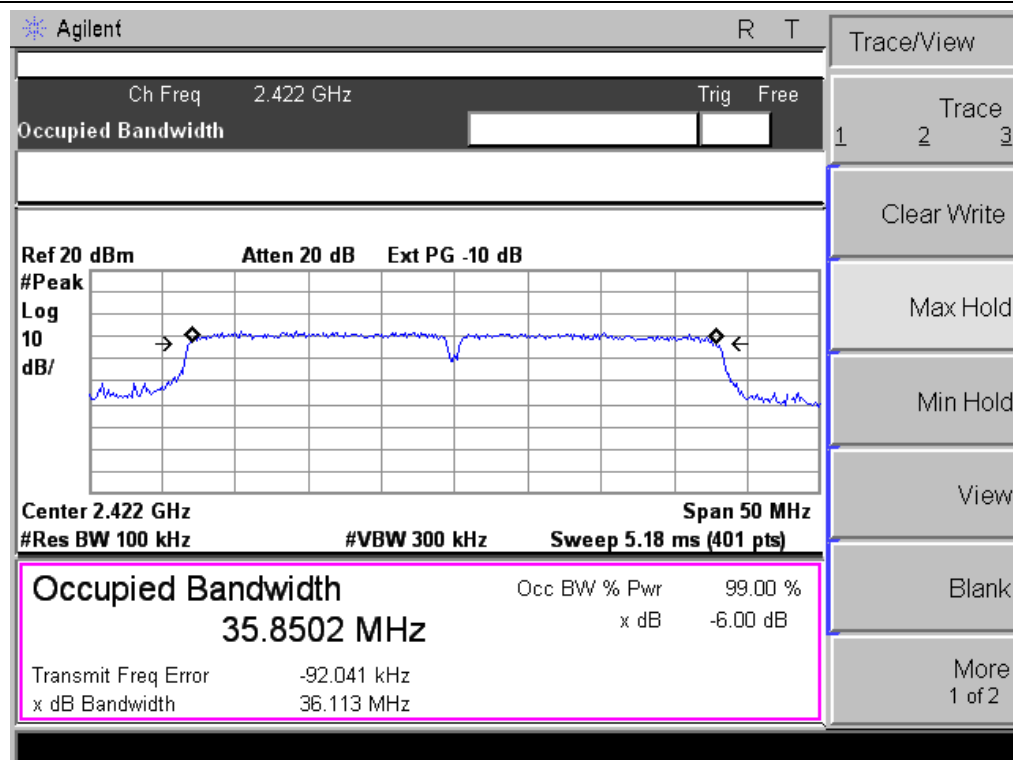 Agilent R T
Ch Freq 2.422 GHz Trig Free
Occupied Bandwidth
Ref 20 dBm Atten 20 dB Ext PG -10 dB
#Peak
Log
10
dB/
Center 2.422 GHz Span 50 MHz
#Res BW 100 kHz #VBW 300 kHz Sweep 5.18 ms (401 pts)
Occupied Bandwidth Occ BW % Pwr 99.00 %
35.8502 MHz x dB -6.00 dB
Transmit Freq Error -92.041 kHz
x dB Bandwidth 36.113 MHz
Trace/View
Trace
1 2 3
Clear Write
Max Hold
Min Hold
View
Blank
More
1 of 2